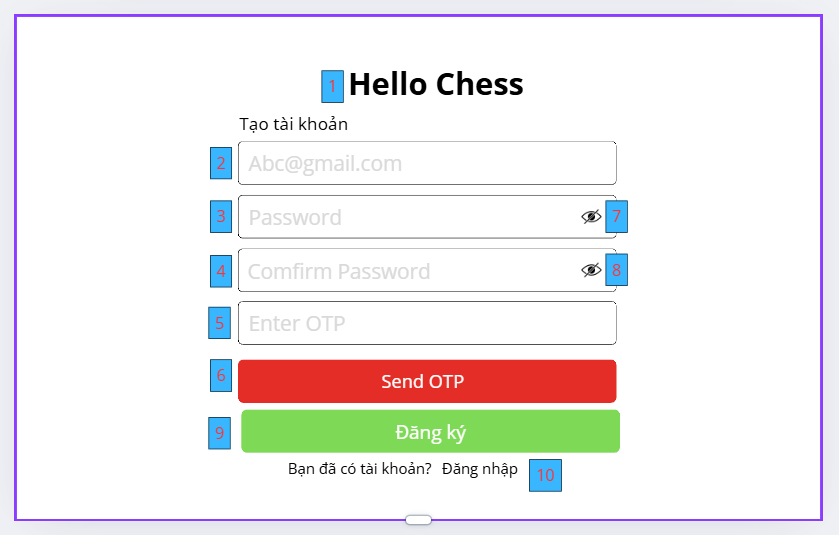 1 Hello Chess
Tạo tài khoản
2 Abc@gmail.com
3 Password 7
4 Comfirm Password 8
5 Enter OTP
6 Send OTP
9 Đăng ký
Bạn đã có tài khoản? Đăng nhập 10